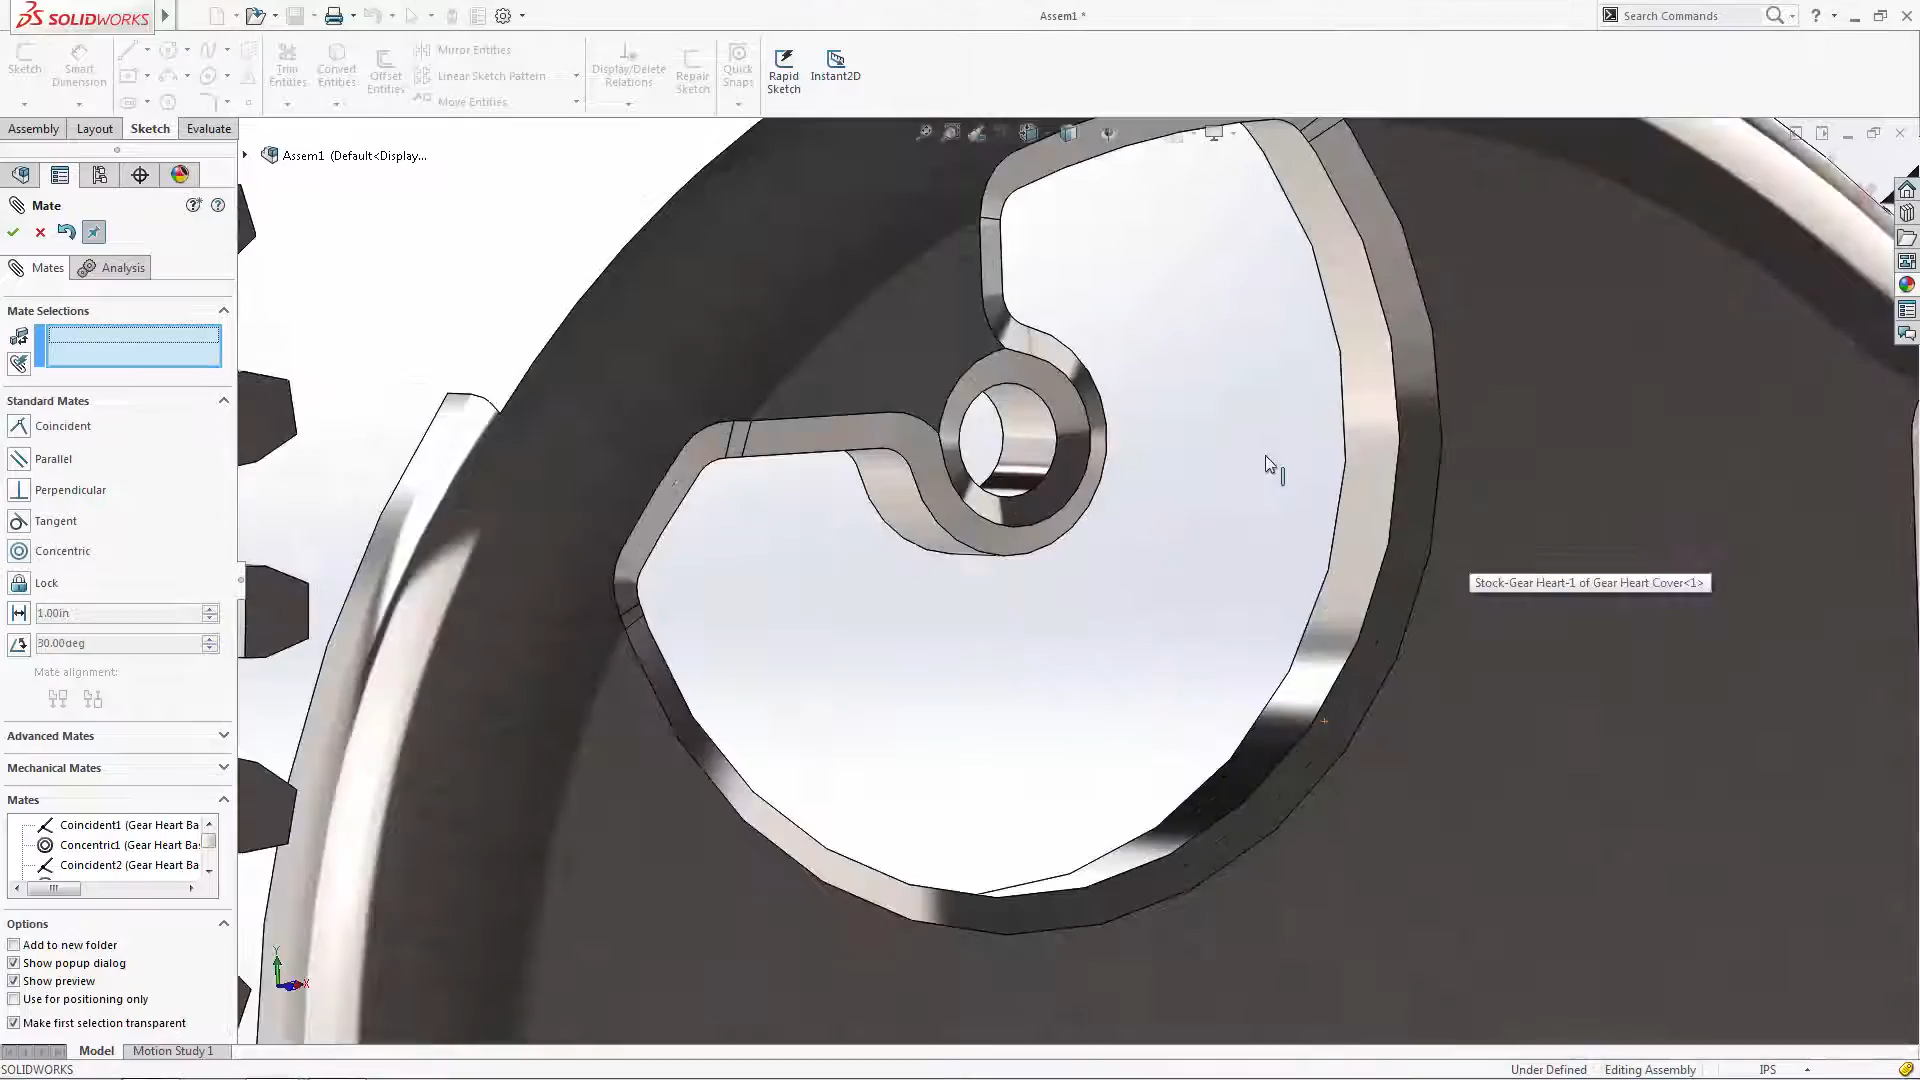 SOLIDWORKS
Assem1 *
Search Commands
Sketch
Smart Dimension
Trim Entities
Convert Entities
Offset Entities
Mirror Entities
Linear Sketch Pattern
Move Entities
Display/Delete Relations
Repair Sketch
Quick Snaps
Rapid Sketch
Instant2D
Assembly
Layout
Sketch
Evaluate
Assem1 (Default<Display...
Mate
Mates
Analysis
Mate Selections
Standard Mates
Coincident
Parallel
Perpendicular
Tangent
Concentric
Lock
1.00in
30.00deg
Mate alignment:
Advanced Mates
Mechanical Mates
Mates
Coincident1 (Gear Heart Ba
Concentric1 (Gear Heart Ba
Coincident2 (Gear Heart Ba
Options
Add to new folder
Show popup dialog
Show preview
Use for positioning only
Make first selection transparent
Stock-Gear Heart-1 of Gear Heart Cover<1>
Y
X
Model
Motion Study 1
SOLIDWORKS
Under Defined
Editing Assembly
IPS